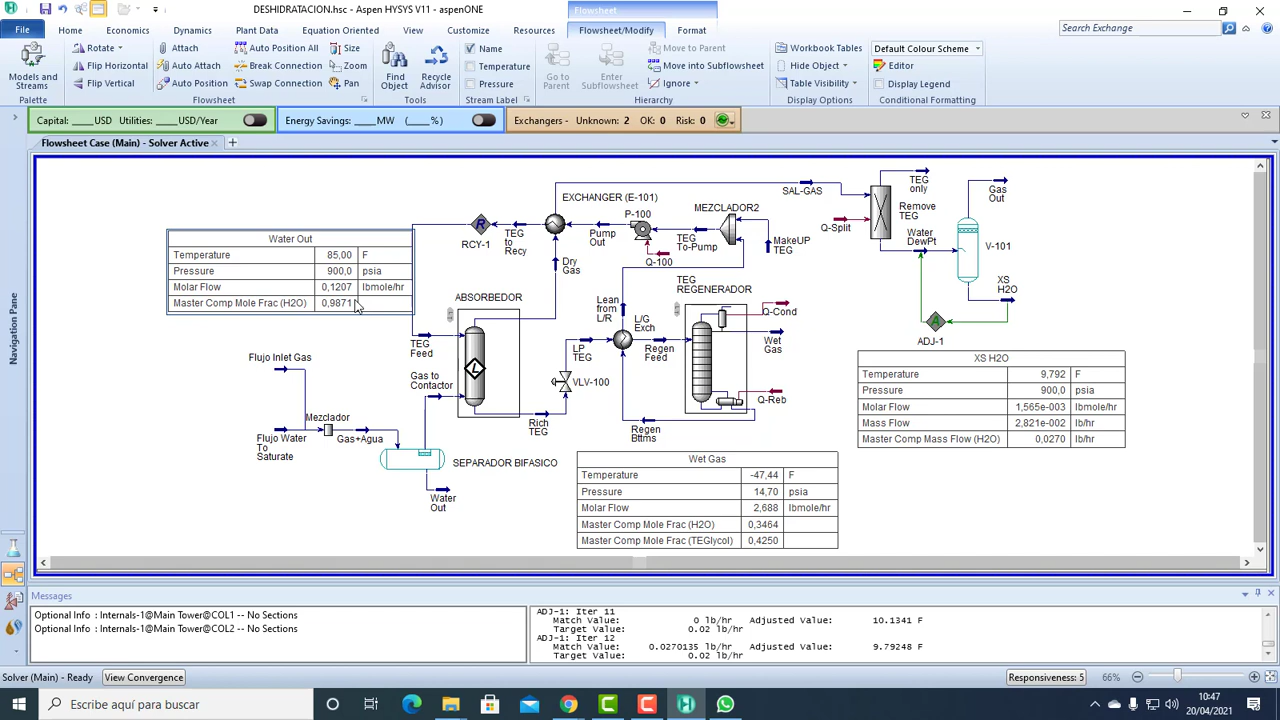 DESHIDRATACION.hsc - Aspen HYSYS V11 - aspenONE
Flowsheet
File
Home
Economics
Dynamics
Plant Data
Equation Oriented
View
Customize
Resources
Flowsheet/Modify
Format
Search Exchange
Models and
Streams
Palette
Rotate
Flip Horizontal
Flip Vertical
Attach
Auto Attach
Auto Position
Auto Position All
Break Connection
Swap Connection
Size
Zoom
Pan
Flowsheet
Find
Object
Recycle
Advisor
Tools
Name
Temperature
Pressure
Stream Label
Go to
Parent
Enter
Subflowsheet
Move to Parent
Move into Subflowsheet
Ignore
Hierarchy
Workbook Tables
Hide Object
Table Visibility
Display Options
Default Colour Scheme
Editor
Display Legend
Conditional Formatting
Capital: ____USD Utilities: ____USD/Year
Energy Savings: ____MW (____%)
Exchangers - Unknown: 2 OK: 0 Risk: 0
Flowsheet Case (Main) - Solver Active
Navigation Pane
Water Out
Temperature 85,00 F
Pressure 900,0 psia
Molar Flow 0,1207 lbmole/hr
Master Comp Mole Frac (H2O) 0,9871
RCY-1
TEG
to
Recy
EXCHANGER (E-101)
Pump
Out
P-100
Q-100
MEZCLADOR2
TEG
To-Pump
MakeUP
TEG
SAL-GAS
Q-Split
TEG
only
Remove
TEG
Water
DewPt
Gas
Out
V-101
XS
H2O
ADJ-1
Dry
Gas
ABSORBEDOR
TEG
Feed
Gas to
Contactor
Rich
TEG
VLV-100
LP
TEG
Lean
from
L/R
L/G
Exch
Regen
Feed
Regen
Bttms
TEG
REGENERADOR
Q-Cond
Wet
Gas
Q-Reb
Flujo Inlet Gas
Mezclador
Flujo Water
To
Saturate
Gas+Agua
SEPARADOR BIFASICO
Water
Out
XS H2O
Temperature 9,792 F
Pressure 900,0 psia
Molar Flow 1,565e-003 lbmole/hr
Mass Flow 2,821e-002 lb/hr
Master Comp Mass Flow (H2O) 0,0270 lb/hr
Wet Gas
Temperature -47,44 F
Pressure 14,70 psia
Molar Flow 2,688 lbmole/hr
Master Comp Mole Frac (H2O) 0,3464
Master Comp Mole Frac (TEGlycol) 0,4250
Messages
Optional Info : Internals-1@Main Tower@COL1 -- No Sections
Optional Info : Internals-1@Main Tower@COL2 -- No Sections
ADJ-1: Iter 11
Match Value: 0 lb/hr Adjusted Value: 10.1341 F
Target Value: 0.02 lb/hr
ADJ-1: Iter 12
Match Value: 0.0270135 lb/hr Adjusted Value: 9.79248 F
Target Value: 0.02 lb/hr
Solver (Main) - Ready
View Convergence
Responsiveness: 5
66%
Escribe aquí para buscar
10:47
20/04/2021